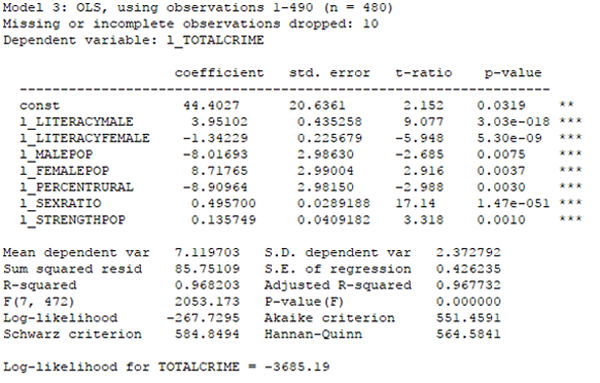 Model 3: OLS, using observations 1-490 (n = 480)
Missing or incomplete observations dropped: 10
Dependent variable: l_TOTALCRIME
coefficient std. error t-ratio p-value
----------------------------------------------------------------
const 44.4027 20.6361 2.152 0.0319 **
l_LITERACYMALE 3.95102 0.435258 9.077 3.03e-018 ***
l_LITERACYFEMALE -1.34229 0.225679 -5.948 5.30e-09 ***
l_MALEPOP -8.01693 2.98630 -2.685 0.0075 ***
l_FEMALEPOP 8.71765 2.99004 2.916 0.0037 ***
l_PERCENTRURAL -8.90964 2.98150 -2.988 0.0030 ***
l_SEXRATIO 0.495700 0.0289188 17.14 1.47e-051 ***
l_STRENGTHPOP 0.135749 0.0409182 3.318 0.0010 ***
Mean dependent var 7.119703 S.D. dependent var 2.372792
Sum squared resid 85.75109 S.E. of regression 0.426235
R-squared 0.968203 Adjusted R-squared 0.967732
F(7, 472) 2053.173 P-value(F) 0.000000
Log-likelihood -267.7295 Akaike criterion 551.4591
Schwarz criterion 584.8494 Hannan-Quinn 564.5841
Log-likelihood for TOTALCRIME = -3685.19